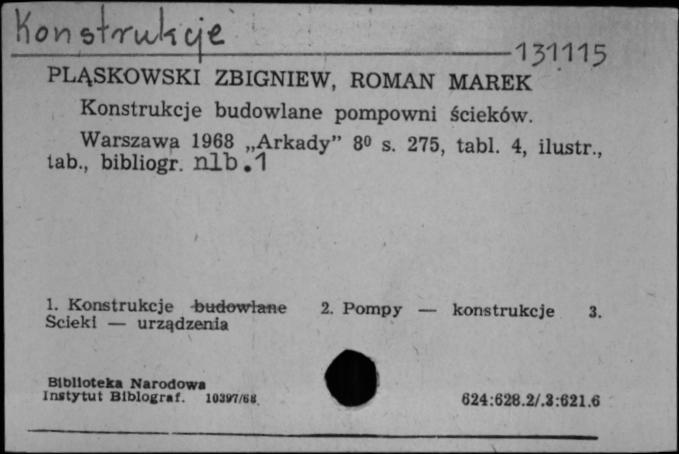 Konstrukcje
131115
PLĄSKOWSKI ZBIGNIEW, ROMAN MAREK
Konstrukcje budowlane pompowni ścieków.
Warszawa 1968 „Arkady” 8⁰ s. 275, tabl. 4, ilustr.,
tab., bibliogr. nlb.1
1. Konstrukcje budowlane 2. Pompy — konstrukcje 3.
Scieki — urządzenia
Biblioteka Narodowa
Instytut Bibliograf. 10397/68
624:628.2/.3:621.6